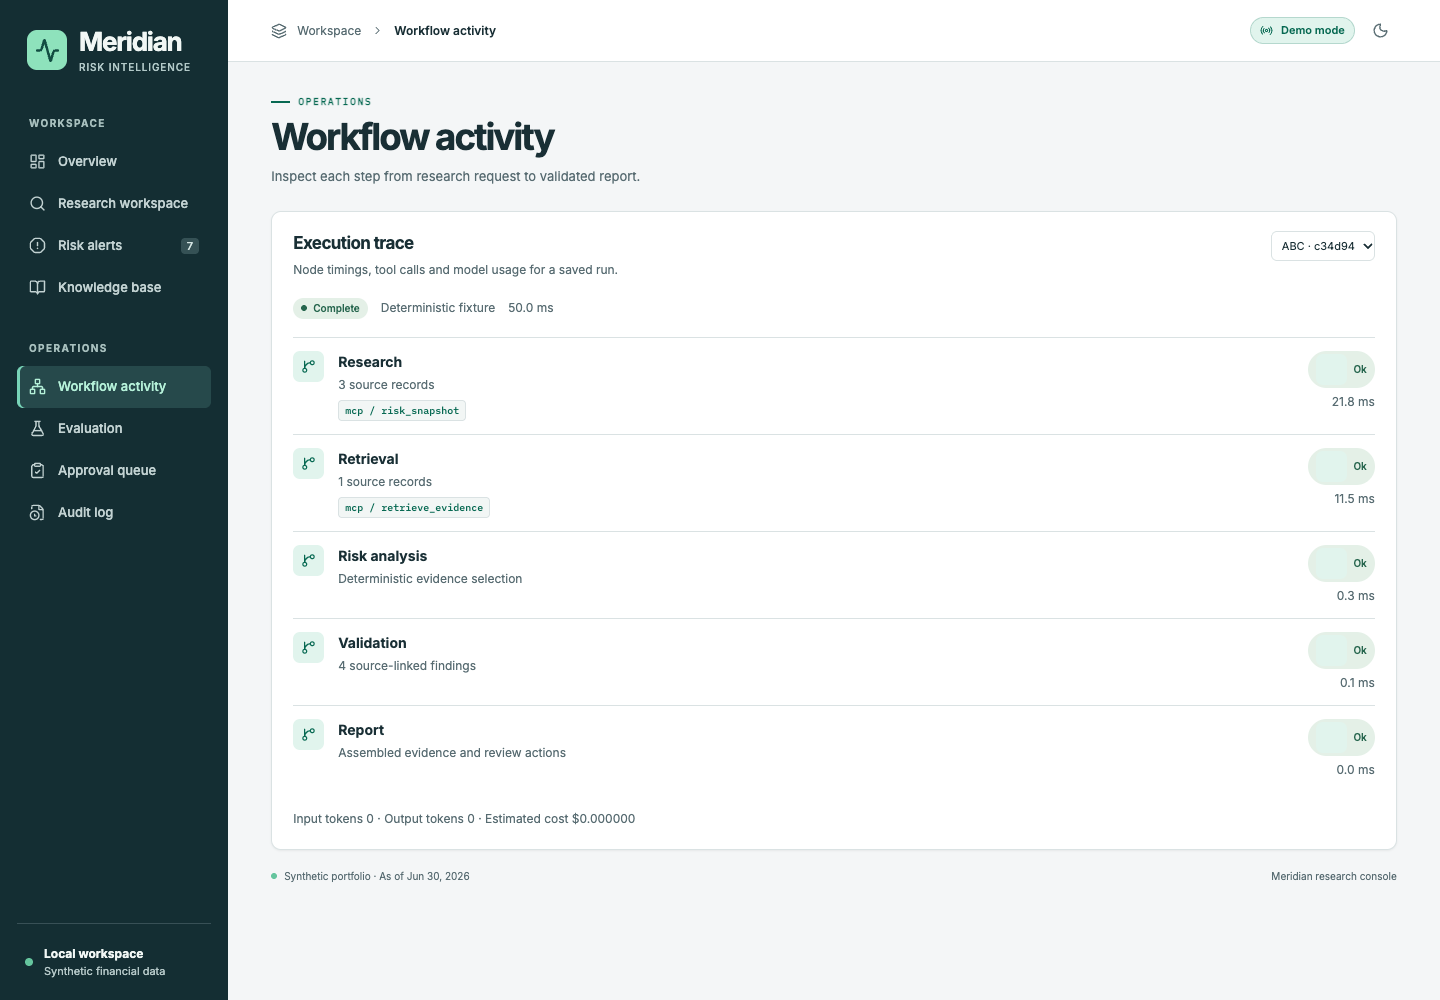 Meridian
RISK INTELLIGENCE
WORKSPACE
Overview
Research workspace
Risk alerts 7
Knowledge base
OPERATIONS
Workflow activity
Evaluation
Approval queue
Audit log
Local workspace
Synthetic financial data
Workspace > Workflow activity
Demo mode
OPERATIONS
Workflow activity
Inspect each step from research request to validated report.
Execution trace
ABC · c34d94
Node timings, tool calls and model usage for a saved run.
Complete Deterministic fixture 50.0 ms
Research
Ok
3 source records
21.8 ms
mcp / risk_snapshot
Retrieval
Ok
1 source records
11.5 ms
mcp / retrieve_evidence
Risk analysis
Ok
Deterministic evidence selection
0.3 ms
Validation
Ok
4 source-linked findings
0.1 ms
Report
Ok
Assembled evidence and review actions
0.0 ms
Input tokens 0 · Output tokens 0 · Estimated cost $0.000000
Synthetic portfolio · As of Jun 30, 2026
Meridian research console